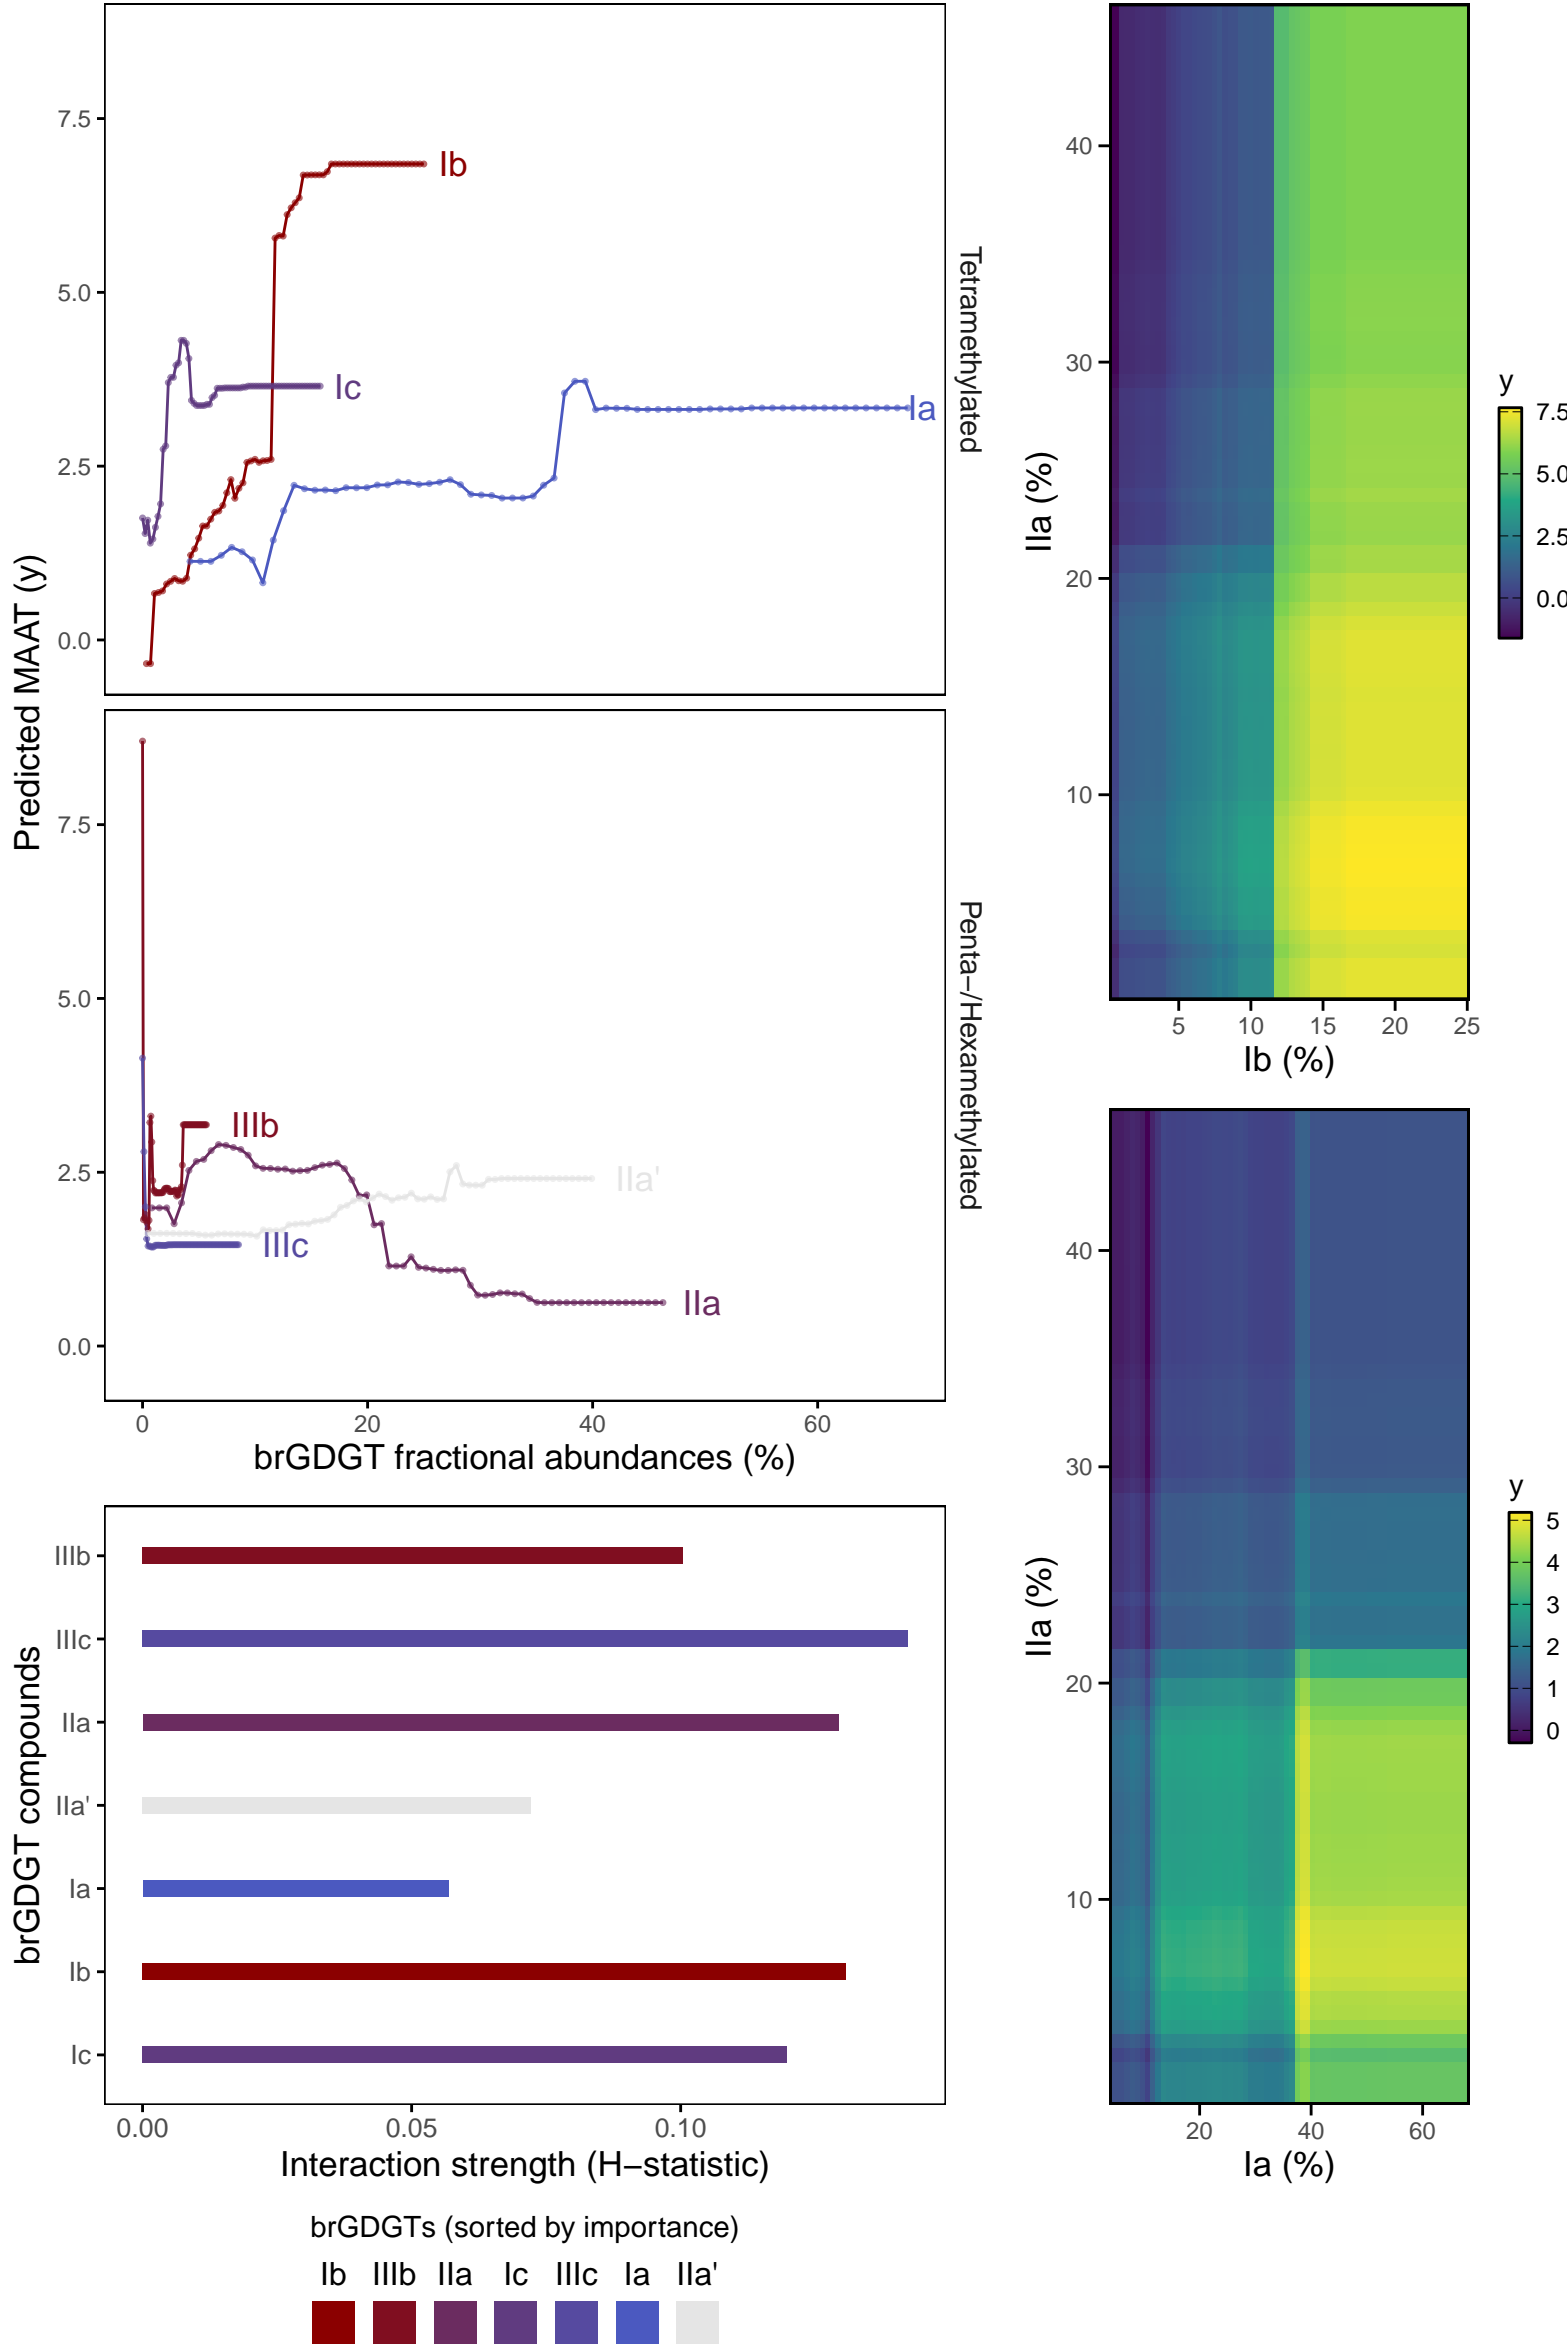 Predicted MAAT (y)
7.5
5.0
2.5
0.0
Ib
Ic
Ia
Tetramethylated
7.5
5.0
2.5
0.0
IIIb
IIa'
IIIc
IIa
Penta−/Hexamethylated
0 20 40 60
brGDGT fractional abundances (%)
brGDGT compounds
IIIb
IIIc
IIa
IIa'
Ia
Ib
Ic
0.00 0.05 0.10
Interaction strength (H−statistic)
brGDGTs (sorted by importance)
Ib IIIb IIa Ic IIIc Ia IIa'
IIa (%)
40
30
20
10
5 10 15 20 25
Ib (%)
y
7.5
5.0
2.5
0.0
IIa (%)
40
30
20
10
20 40 60
Ia (%)
y
5
4
3
2
1
0